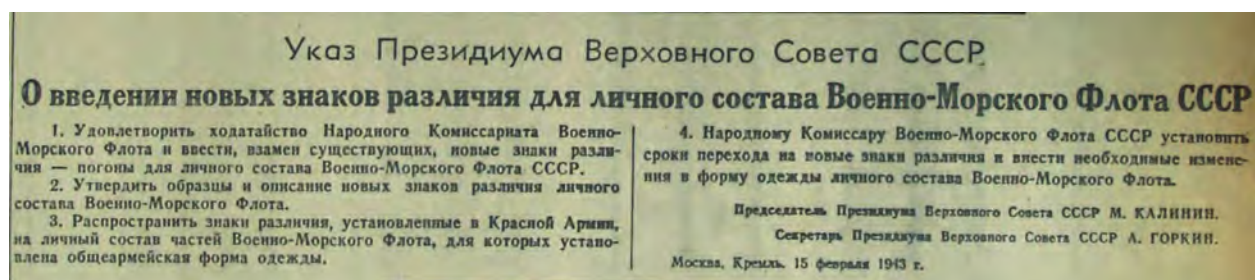 Указ Президиума Верховного Совета СССР
О введении новых знаков различия для личного состава Военно-Морского Флота СССР
1. Удовлетворить ходатайство Народного Комиссариата Военно-
Морского Флота и ввести, взамен существующих, новые знаки разли-
чия — погоны для личного состава Военно-Морского Флота СССР.
2. Утвердить образцы и описание новых знаков различия личного
состава Военно-Морского Флота.
3. Распространить знаки различия, установленные в Красной Армии,
на личный состав частей Военно-Морского Флота, для которых устано-
влена общеармейская форма одежды.
4. Народному Комиссару Военно-Морского Флота СССР установить
сроки перехода на новые знаки различия и внести необходимые измене-
ния в форму одежды личного состава Военно-Морского Флота.
Председатель Президиума Верховного Совета СССР М. КАЛИНИН.
Секретарь Президиума Верховного Совета СССР А. ГОРКИН.
Москва, Кремль. 15 февраля 1943 г.